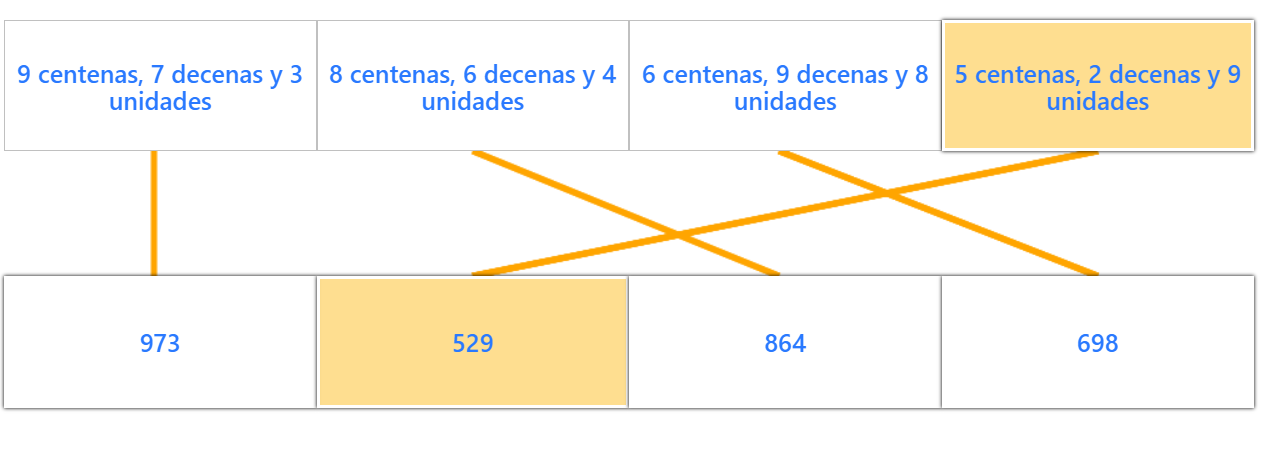 9 centenas, 7 decenas y 3
unidades
8 centenas, 6 decenas y 4
unidades
6 centenas, 9 decenas y 8
unidades
5 centenas, 2 decenas y 9
unidades
973
529
864
698